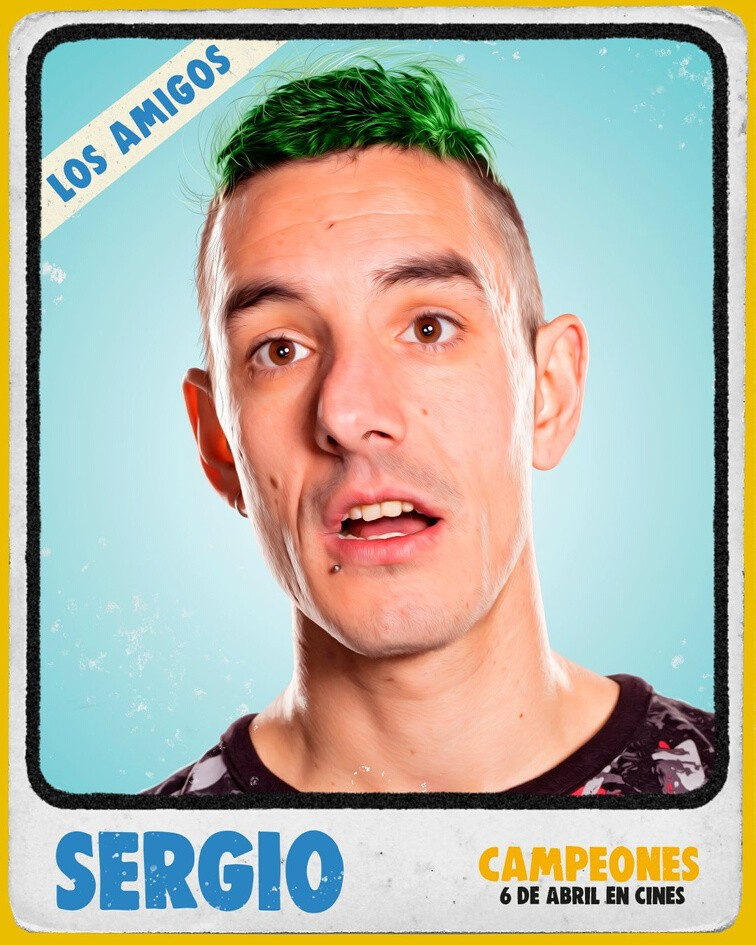 LOS AMIGOS
SERGIO
CAMPEONES
6 DE ABRIL EN CINES